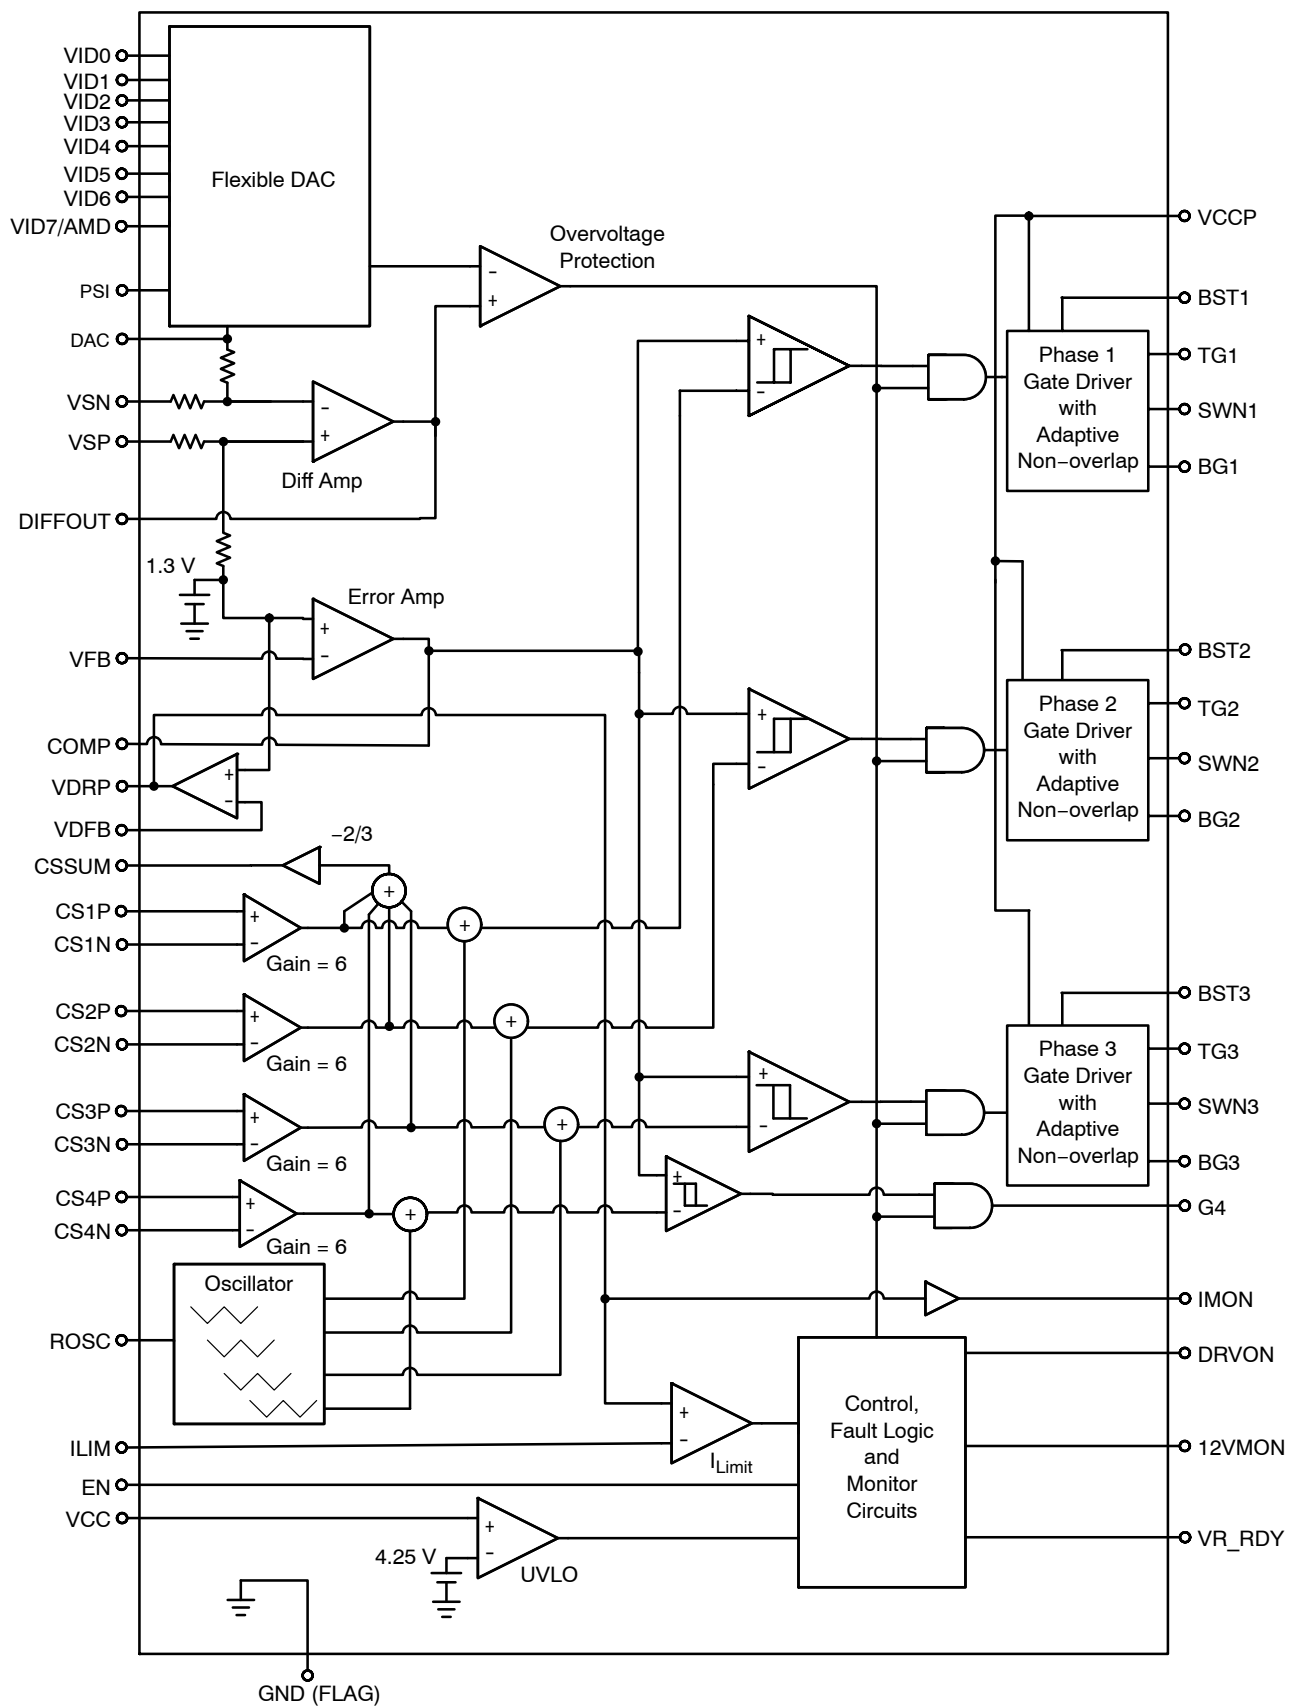 VID0
VID1
VID2
VID3
VID4
VID5
VID6
VID7/AMD
PSI
DAC
VSN
VSP
DIFFOUT
1.3 V
VFB
COMP
VDRP
VDFB
CSSUM
CS1P
CS1N
CS2P
CS2N
CS3P
CS3N
CS4P
CS4N
ROSC
ILIM
EN
VCC
Flexible DAC
Overvoltage
Protection
-
+
-
+
Diff Amp
Error Amp
+
-
+
-
−2/3
+
+
-
Gain = 6
+
+
-
Gain = 6
+
+
-
Gain = 6
+
+
-
Gain = 6
+
Oscillator
+
-
+
-
+
-
+
-
+
-
ILimit
4.25 V
+
-
UVLO
Control,
Fault Logic
and
Monitor
Circuits
Phase 1
Gate Driver
with
Adaptive
Non−overlap
Phase 2
Gate Driver
with
Adaptive
Non−overlap
Phase 3
Gate Driver
with
Adaptive
Non−overlap
VCCP
BST1
TG1
SWN1
BG1
BST2
TG2
SWN2
BG2
BST3
TG3
SWN3
BG3
G4
IMON
DRVON
12VMON
VR_RDY
GND (FLAG)